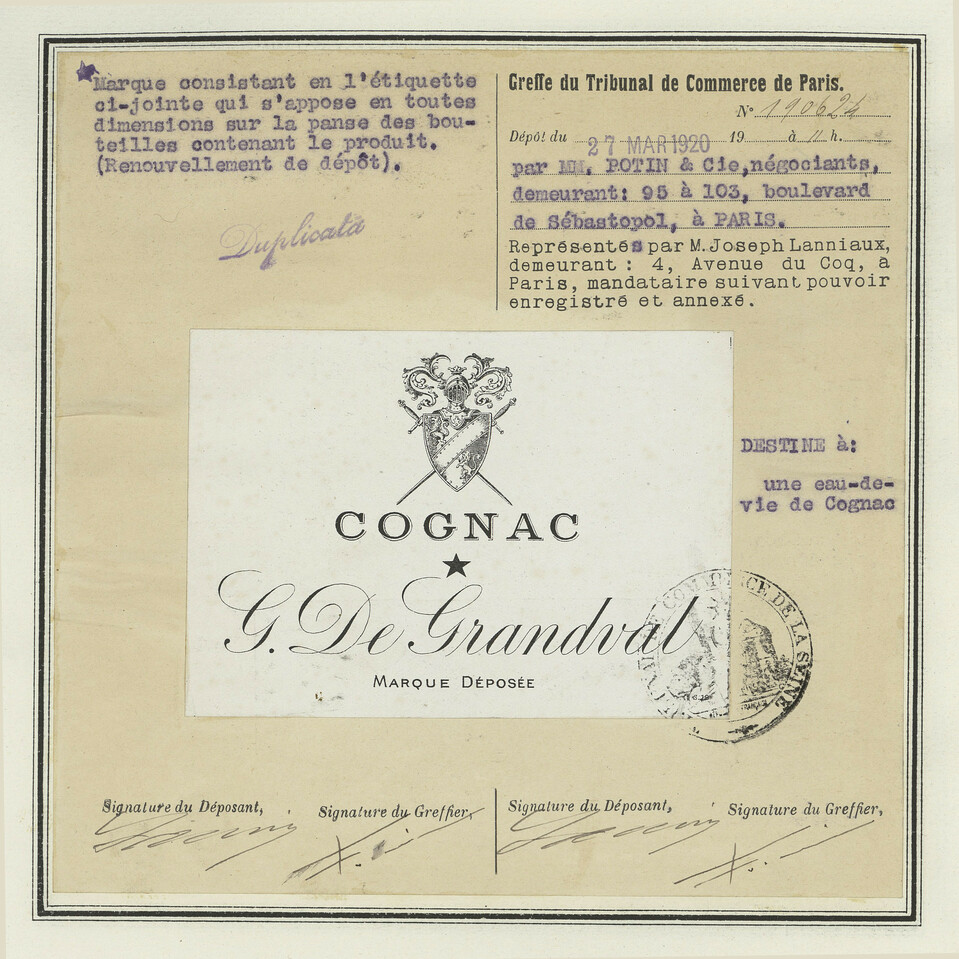 Marque consistant en l'étiquette
ci-jointe qui s'appose en toutes
dimensions sur la panse des bou-
teilles contenant le produit.
(Renouvellement de dépôt).
Duplicata
Greffe du Tribunal de Commerce de Paris.
N° 190624
Dépôt du 27 MAR 1920 19 à 11 h.
par MM. POTIN & Cie, négociants,
demeurant: 95 à 103, boulevard
de Sébastopol, à PARIS.
Représentés par M. Joseph Lanniaux,
demeurant : 4, Avenue du Coq, à
Paris, mandataire suivant pouvoir
enregistré et annexé.
COGNAC
G. De Grandval
MARQUE DÉPOSÉE
DESTINE à:
une eau-de-
vie de Cognac
COMMERCE DE LA SEINE
Signature du Déposant, Signature du Greffier,
Signature du Déposant, Signature du Greffier,